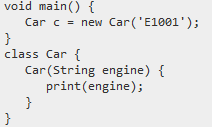 void main() {
    Car c = new Car('E1001');
}
class Car {
    Car(String engine) {
        print(engine);
    }
}